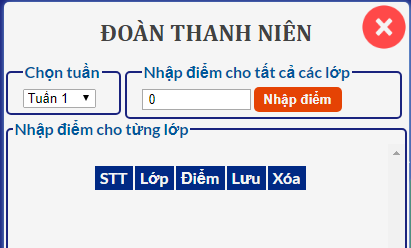 ĐOÀN THANH NIÊN
Chọn tuần
Nhập điểm cho tất cả các lớp
Tuần 1
0
Nhập điểm
Nhập điểm cho từng lớp
STT Lớp Điểm Lưu Xóa